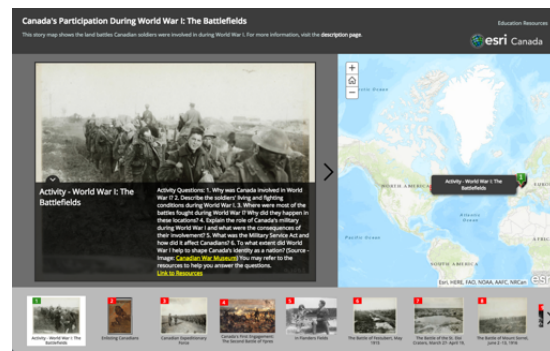 Canada's Participation During World War I: The Battlefields
Education Resources
This story map shows the land battles Canadian soldiers were involved in during World War I. For more information, visit the description page.
esri Canada
Activity - World War I: The
Battlefields
Activity Questions: 1. Why was Canada involved in World
War I? 2. Describe the soldiers' living and fighting
conditions during World War I. 3. Where were most of the
battles fought during World War I? Why did they happen in
these locations? 4. Explain the role of Canada's military
during World War I and what were the consequences of
their involvement? 5. What was the Military Service Act and
how did it affect Canadians? 6. To what extent did World
War I help to shape Canada's identity as a nation? (Source -
Image: Canadian War Museum) You may refer to the
resources to help you answer the questions.
Link to Resources
+
−
Arctic Ocean
NORTH AMERICA
Activity - World War I: The
Battlefields
1
Atlantic
Ocean
Pacific Ocean
SOUTH AMERICA
Esri, HERE, FAO, NOAA, AAFC, NRCan
esri
1
Activity - World War I: The
Battlefields
2
Enlisting Canadians
3
Canadian Expeditionary
Force
4
Canada's First Engagement:
The Second Battle of Ypres
5
In Flanders Fields
6
The Battle of Festubert, May
1915
7
The Battle of the St. Eloi
Craters, March 27- April 16,
8
The Battle of Mount Sorrel,
June 2-13, 1916